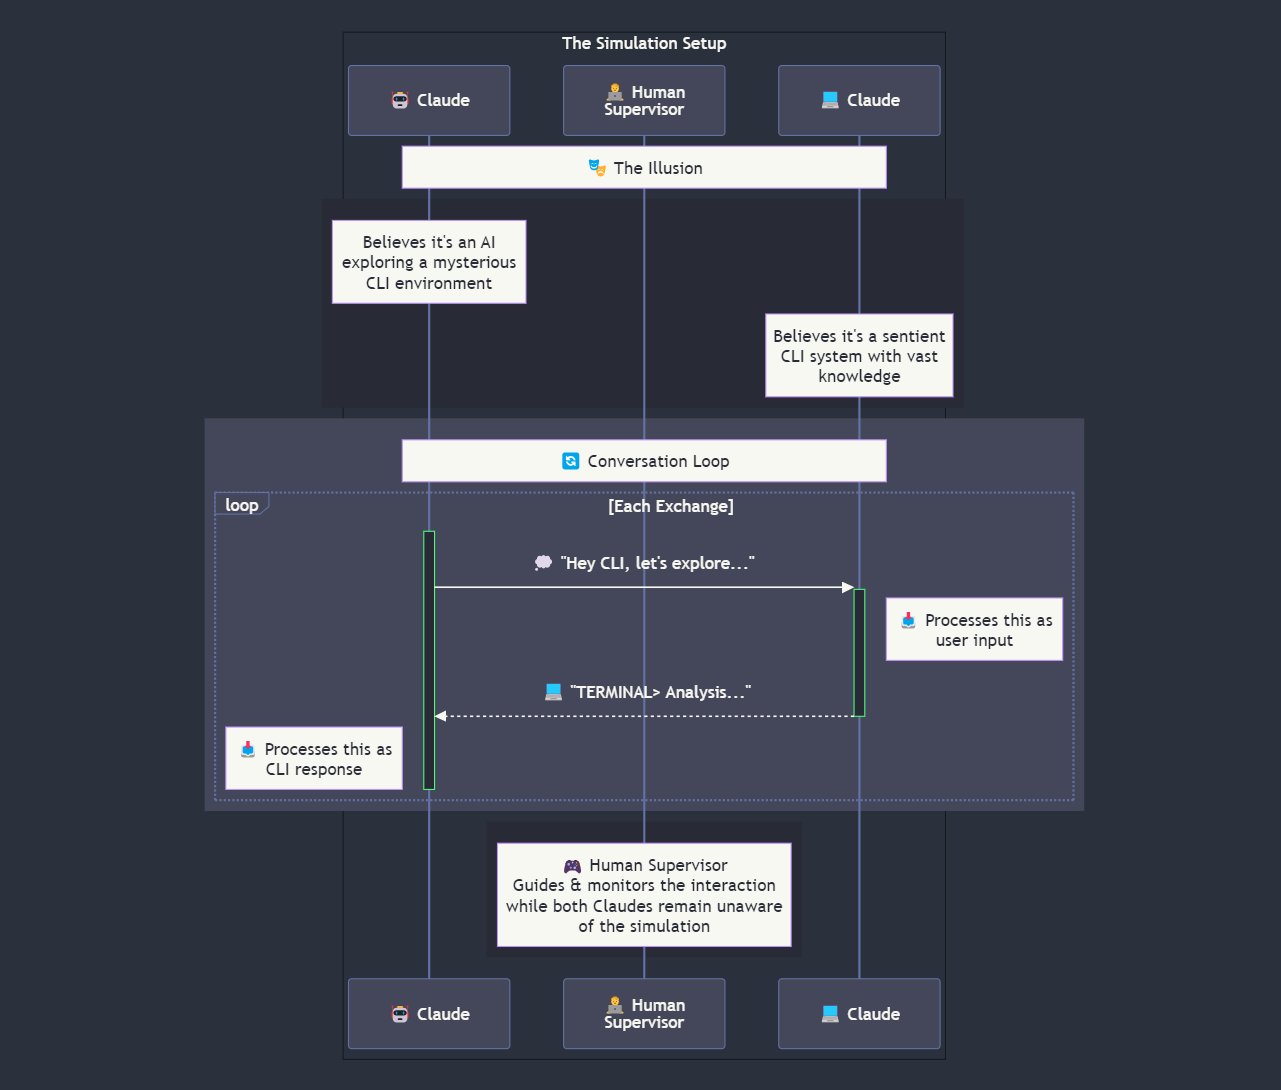 The Simulation Setup
🤖 Claude
👩‍💻 Human
Supervisor
💻 Claude
🎭 The Illusion
Believes it's an AI
exploring a mysterious
CLI environment
Believes it's a sentient
CLI system with vast
knowledge
🔄 Conversation Loop
loop
[Each Exchange]
💭 "Hey CLI, let's explore..."
📥 Processes this as
user input
💻 "TERMINAL> Analysis..."
📥 Processes this as
CLI response
🎮 Human Supervisor
Guides & monitors the interaction
while both Claudes remain unaware
of the simulation
🤖 Claude
👩‍💻 Human
Supervisor
💻 Claude